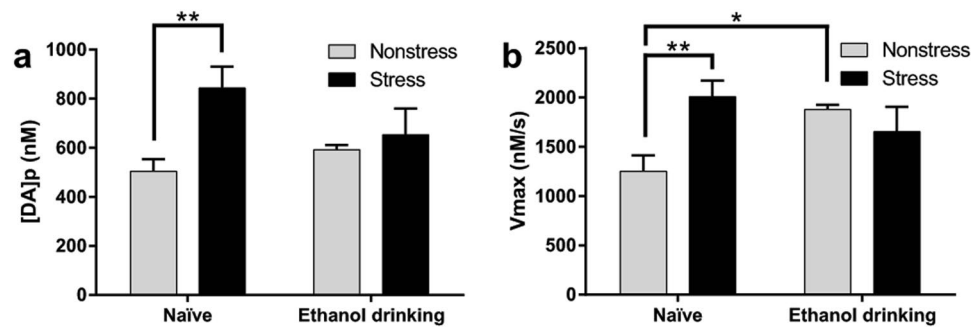 a
**
1000
800
600
400
200
0
[DA]p (nM)
Nonstress
Stress
Naïve
Ethanol drinking
b
*
**
2500
2000
1500
1000
500
0
Vmax (nM/s)
Nonstress
Stress
Naïve
Ethanol drinking